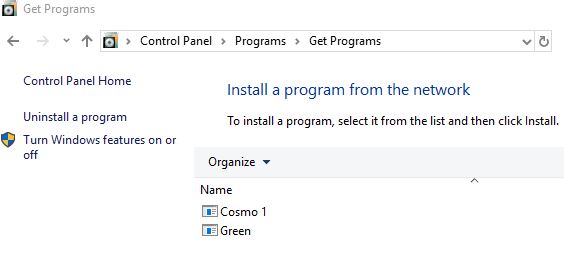 Get Programs
Control Panel > Programs > Get Programs
Control Panel Home
Install a program from the network
Uninstall a program
To install a program, select it from the list and then click Install.
Turn Windows features on or
off
Organize
Name
Cosmo 1
Green